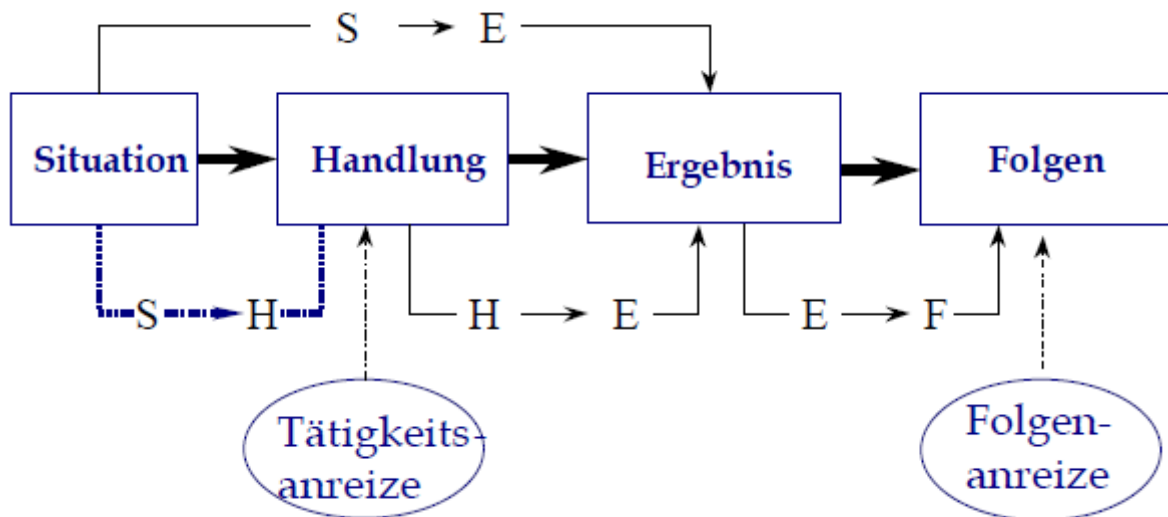 S → E
Situation
Handlung
Ergebnis
Folgen
S → H
H → E
E → F
Tätigkeits-
anreize
Folgen-
anreize